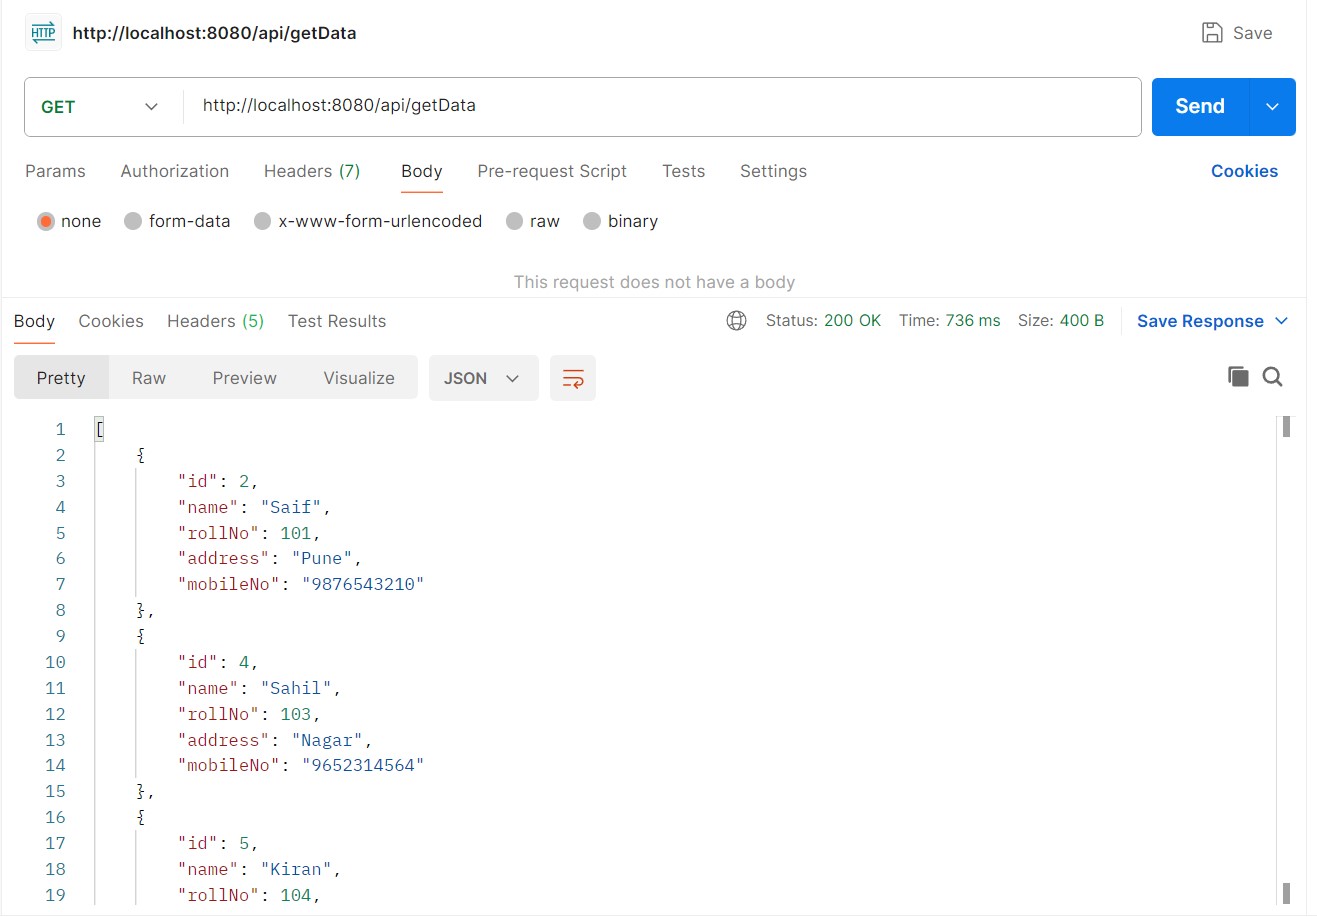 HTTP http://localhost:8080/api/getData Save
GET http://localhost:8080/api/getData Send
Params Authorization Headers (7) Body Pre-request Script Tests Settings Cookies
none form-data x-www-form-urlencoded raw binary
This request does not have a body
Body Cookies Headers (5) Test Results Status: 200 OK Time: 736 ms Size: 400 B Save Response
Pretty Raw Preview Visualize JSON
1 [
2 {
3 "id": 2,
4 "name": "Saif",
5 "rollNo": 101,
6 "address": "Pune",
7 "mobileNo": "9876543210"
8 },
9 {
10 "id": 4,
11 "name": "Sahil",
12 "rollNo": 103,
13 "address": "Nagar",
14 "mobileNo": "9652314564"
15 },
16 {
17 "id": 5,
18 "name": "Kiran",
19 "rollNo": 104,